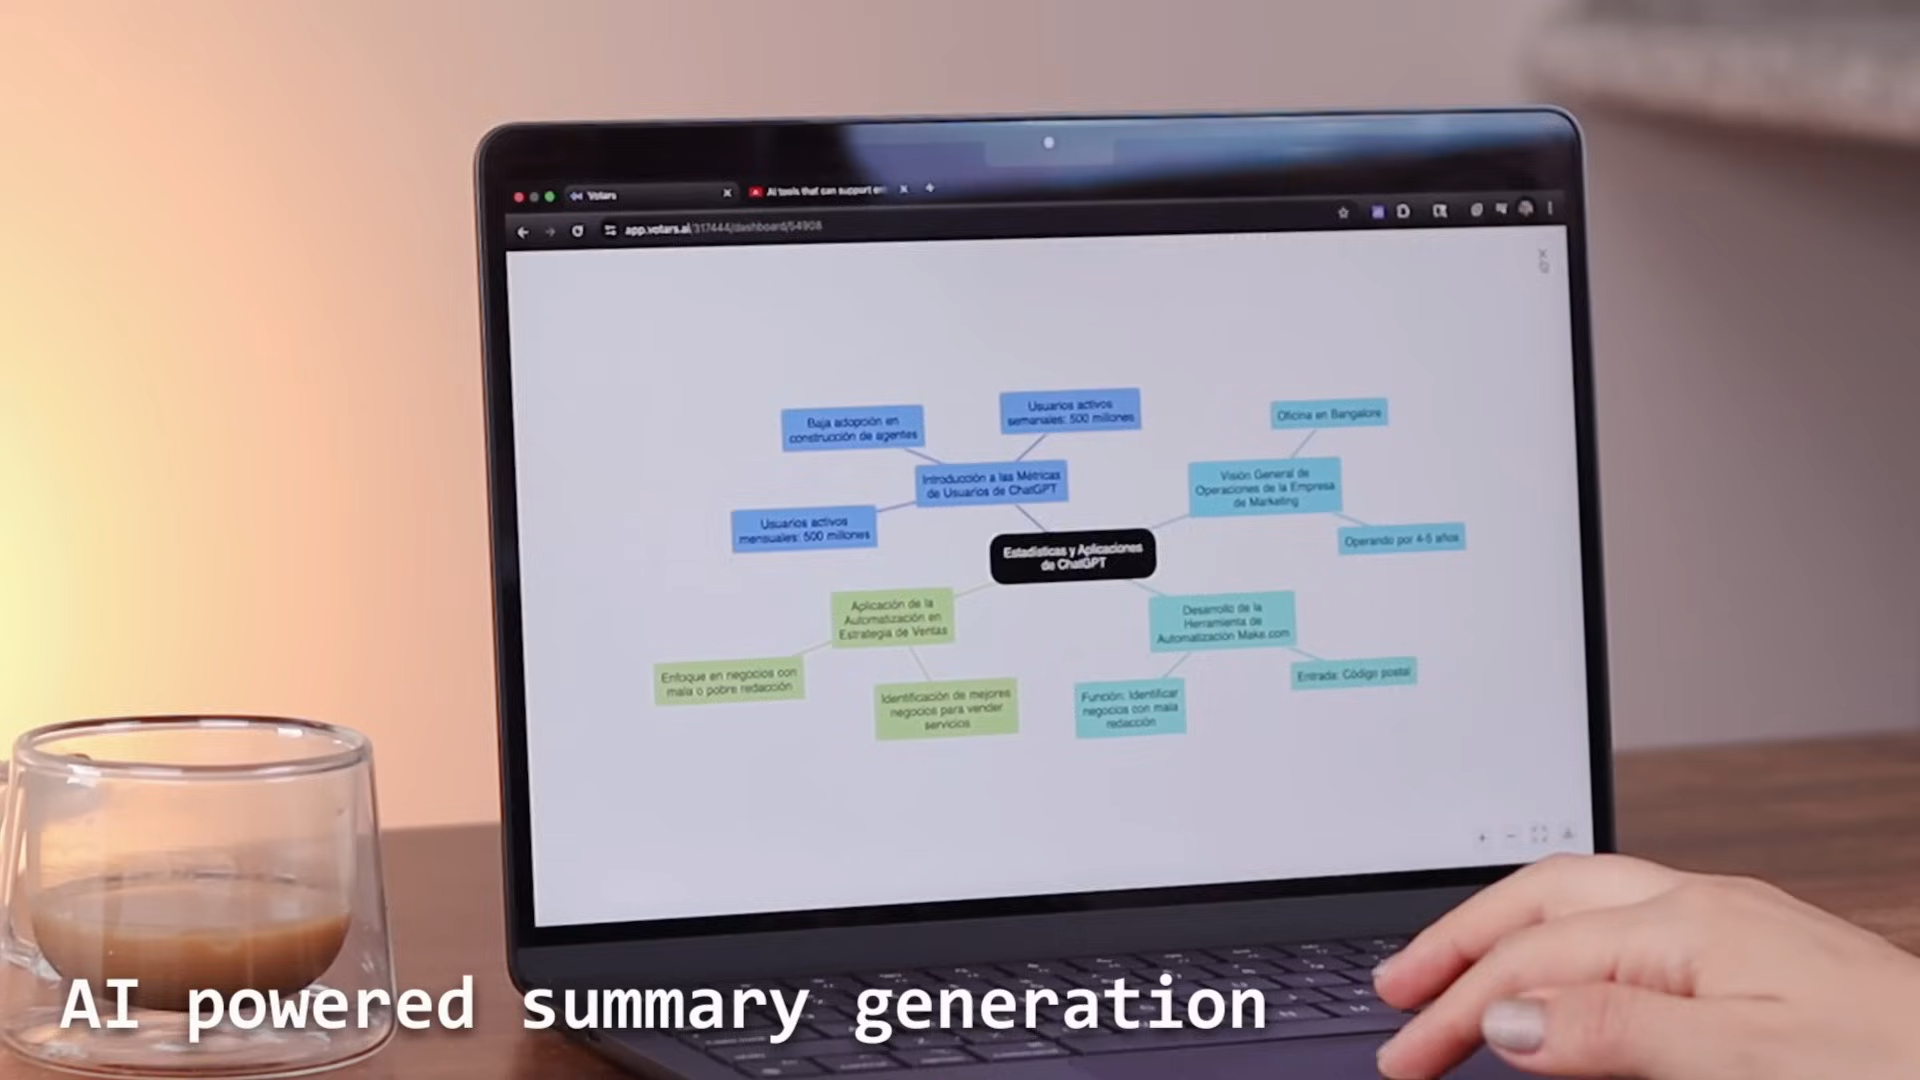 Votars
AI tools that can support en
app.votars.ai/317444/dashboard/54908
Baja adopción en
construcción de agentes
Usuarios activos
semanales: 500 millones
Oficina en Bangalore
Introducción a las Métricas
de Usuarios de ChatGPT
Visión General de
Operaciones de la Empresa
de Marketing
Usuarios activos
mensuales: 500 millones
Operando por 4-5 años
Estadísticas y Aplicaciones
de ChatGPT
Aplicación de la
Automatización en
Estrategia de Ventas
Desarrollo de la
Herramienta de
Automatización Make.com
Enfoque en negocios con
mala o pobre redacción
Identificación de mejores
negocios para vender
servicios
Función: Identificar
negocios con mala
redacción
Entrada: Código postal
AI powered summary generation